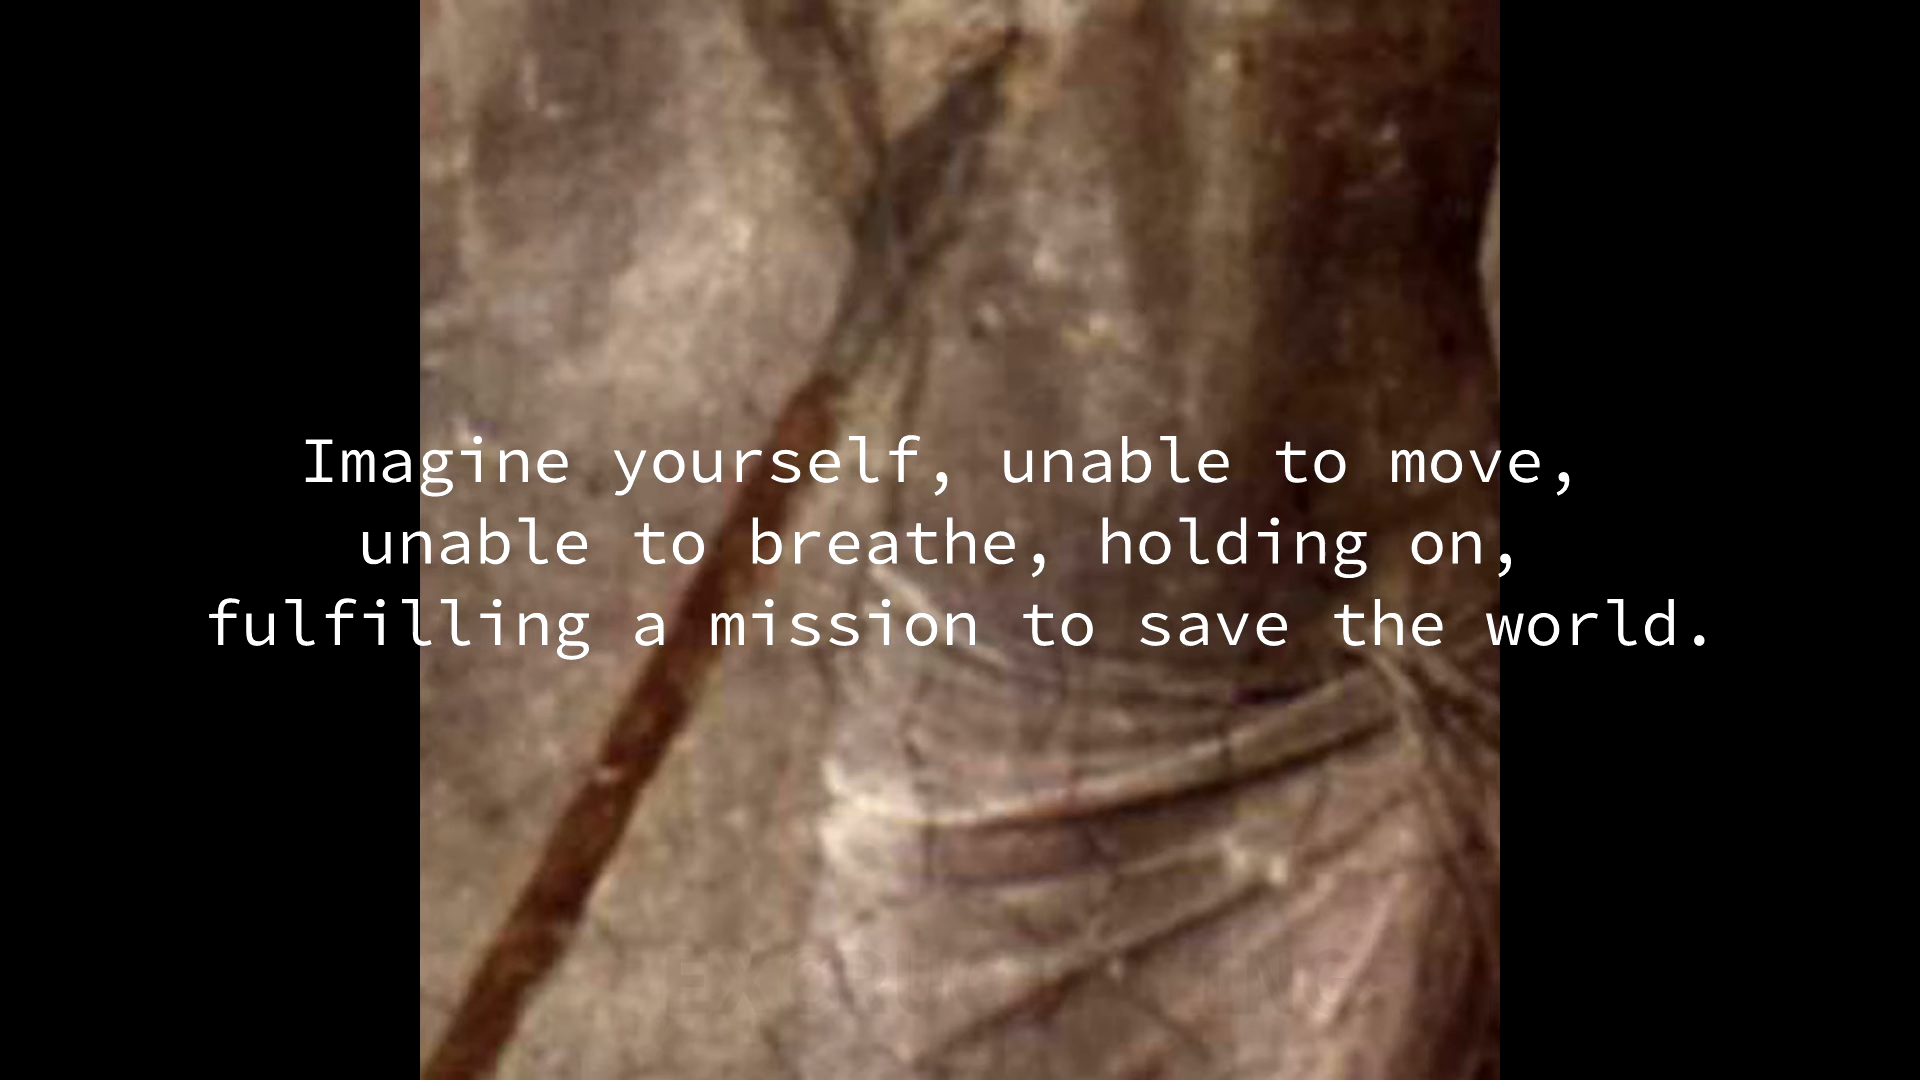 Imagine yourself, unable to move,
unable to breathe, holding on,
fulfilling a mission to save the world.